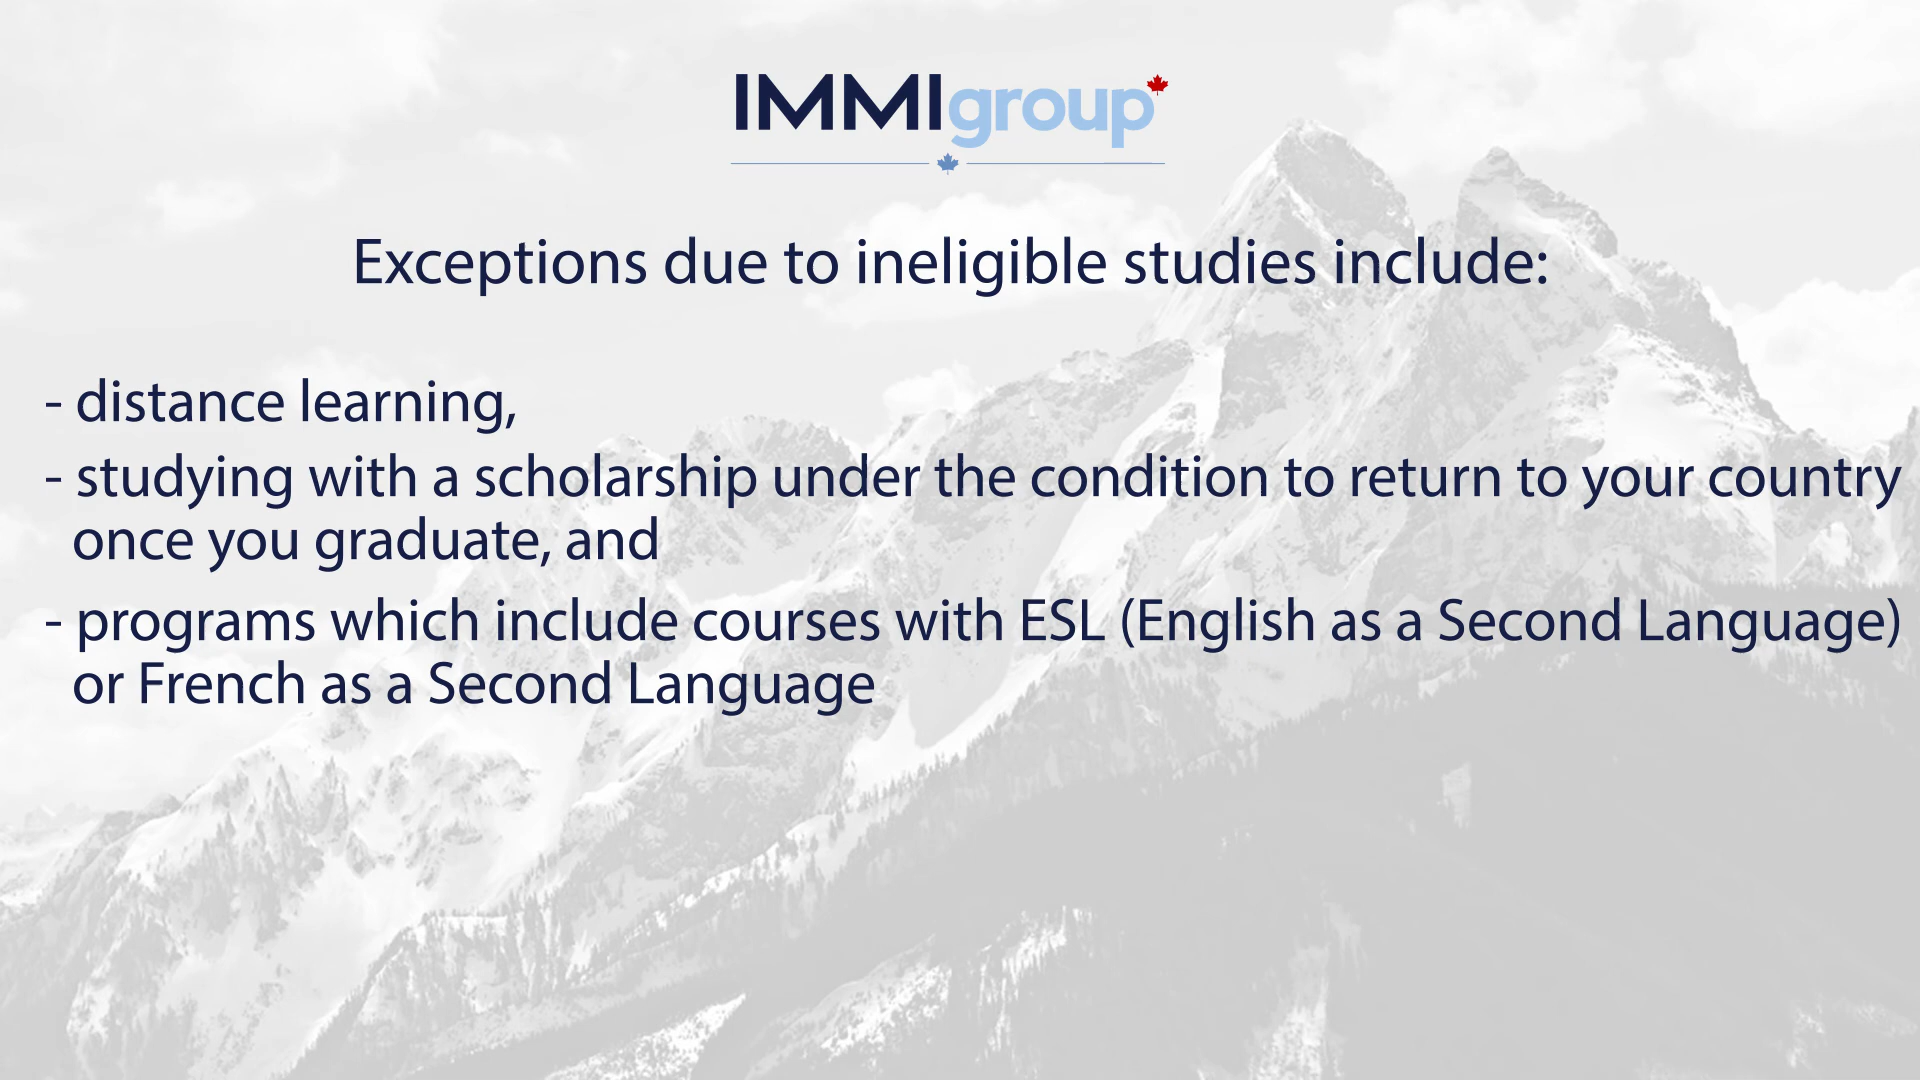 IMMIgroup
Exceptions due to ineligible studies include:
- distance learning,
- studying with a scholarship under the condition to return to your country
once you graduate, and
- programs which include courses with ESL (English as a Second Language)
or French as a Second Language